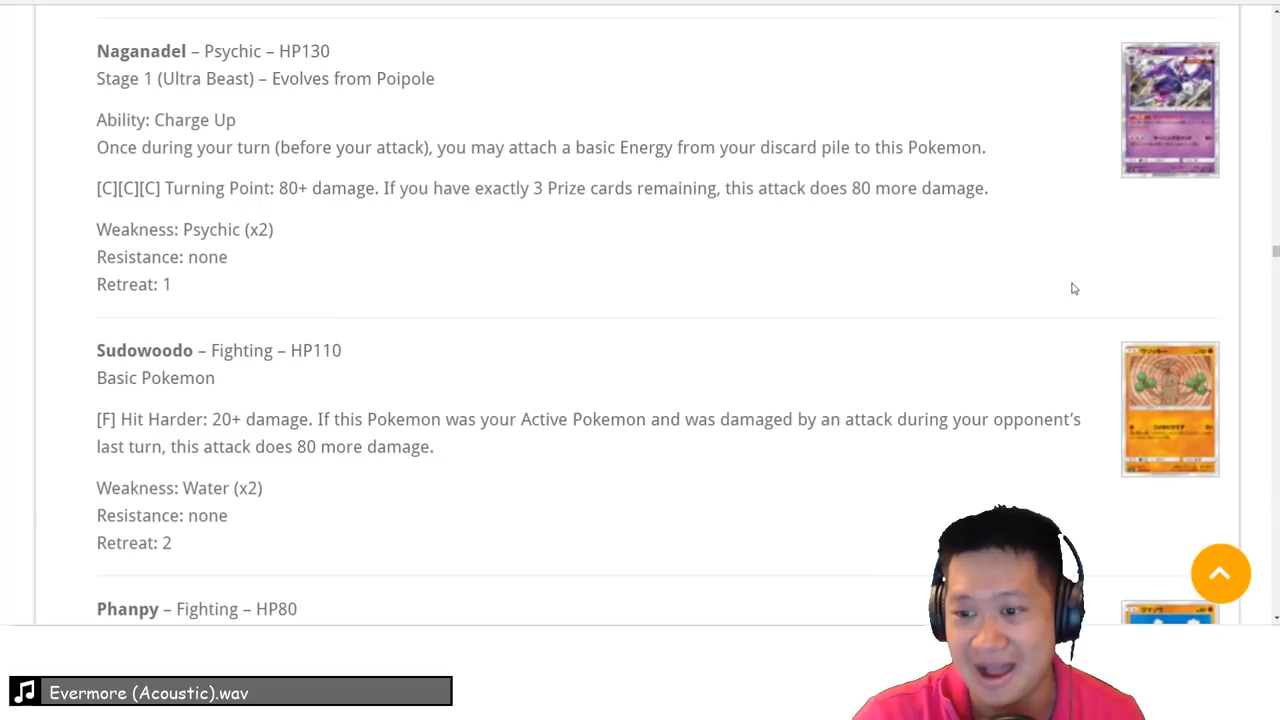 Naganadel – Psychic – HP130
Stage 1 (Ultra Beast) – Evolves from Poipole
Ability: Charge Up
Once during your turn (before your attack), you may attach a basic Energy from your discard pile to this Pokemon.
[C][C][C] Turning Point: 80+ damage. If you have exactly 3 Prize cards remaining, this attack does 80 more damage.
Weakness: Psychic (x2)
Resistance: none
Retreat: 1
Sudowoodo – Fighting – HP110
Basic Pokemon
[F] Hit Harder: 20+ damage. If this Pokemon was your Active Pokemon and was damaged by an attack during your opponent’s
last turn, this attack does 80 more damage.
Weakness: Water (x2)
Resistance: none
Retreat: 2
Phanpy – Fighting – HP80
Evermore (Acoustic).wav